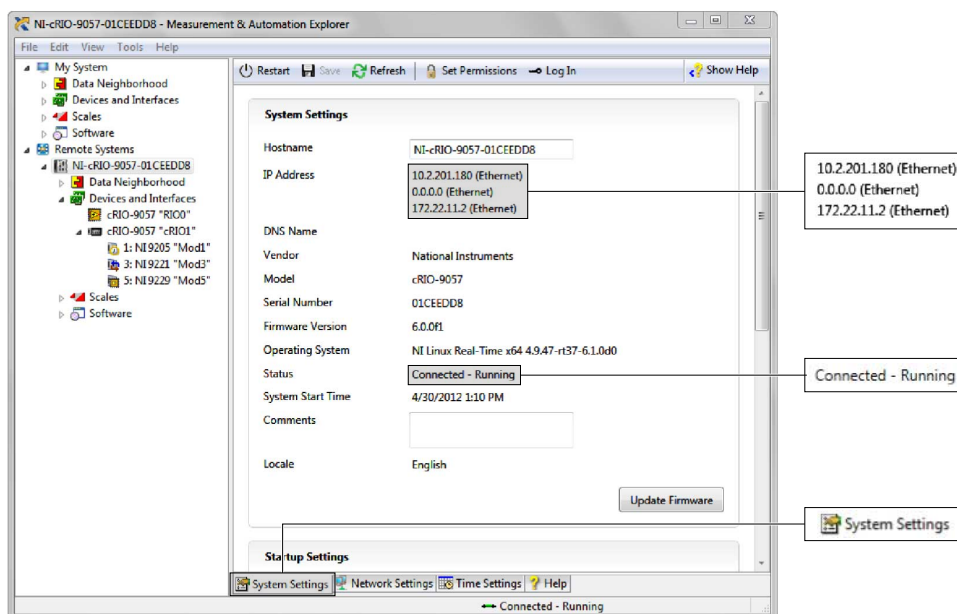 NI-cRIO-9057-01CEEDD8 - Measurement & Automation Explorer
File Edit View Tools Help
My System
Data Neighborhood
Devices and Interfaces
Scales
Software
Remote Systems
NI-cRIO-9057-01CEEDD8
Data Neighborhood
Devices and Interfaces
cRIO-9057 "RIO0"
cRIO-9057 "cRIO1"
1: NI 9205 "Mod1"
3: NI 9221 "Mod3"
5: NI 9229 "Mod5"
Scales
Software
Restart Save Refresh Set Permissions Log In Show Help
System Settings
Hostname NI-cRIO-9057-01CEEDD8
IP Address 10.2.201.180 (Ethernet)
0.0.0.0 (Ethernet)
172.22.11.2 (Ethernet)
DNS Name
Vendor National Instruments
Model cRIO-9057
Serial Number 01CEEDD8
Firmware Version 6.0.0f1
Operating System NI Linux Real-Time x64 4.9.47-rt37-6.1.0d0
Status Connected - Running
System Start Time 4/30/2012 1:10 PM
Comments
Locale English
Update Firmware
Startup Settings
System Settings Network Settings Time Settings Help
Connected - Running
10.2.201.180 (Ethernet)
0.0.0.0 (Ethernet)
172.22.11.2 (Ethernet)
Connected - Running
System Settings